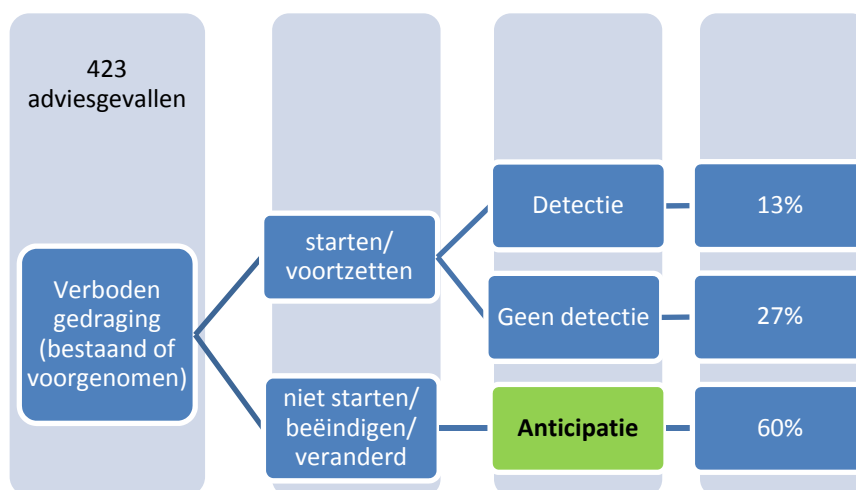 423
adviesgevallen
Verboden
gedraging
(bestaand of
voorgenomen)
starten/
voortzetten
niet starten/
beëindigen/
veranderd
Detectie
Geen detectie
Anticipatie
13%
27%
60%